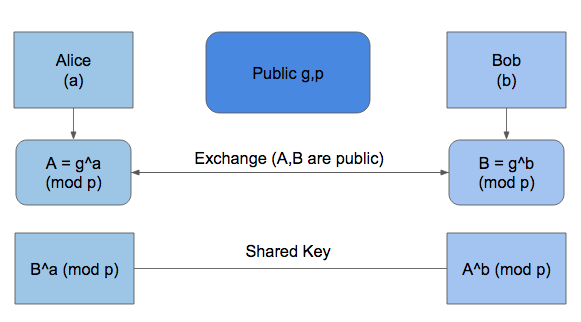 Alice
(a)
Public g,p
Bob
(b)
A = g^a
(mod p)
Exchange (A,B are public)
B = g^b
(mod p)
B^a (mod p)
Shared Key
A^b (mod p)